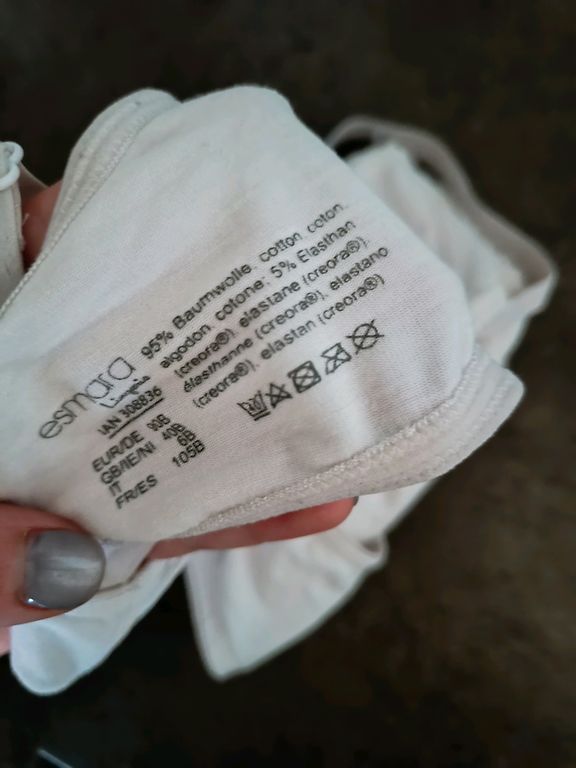 esmara
Lingerie
IAN 308836
EUR/DE 90B
GB/IE/NI 40B
IT 6B
FR/ES 105B
95% Baumwolle, cotton, coton,
algodon, cotone; 5% Elasthan
(creora®), elastane (creora®),
élasthanne (creora®), elastano
(creora®), elastan (creora®)